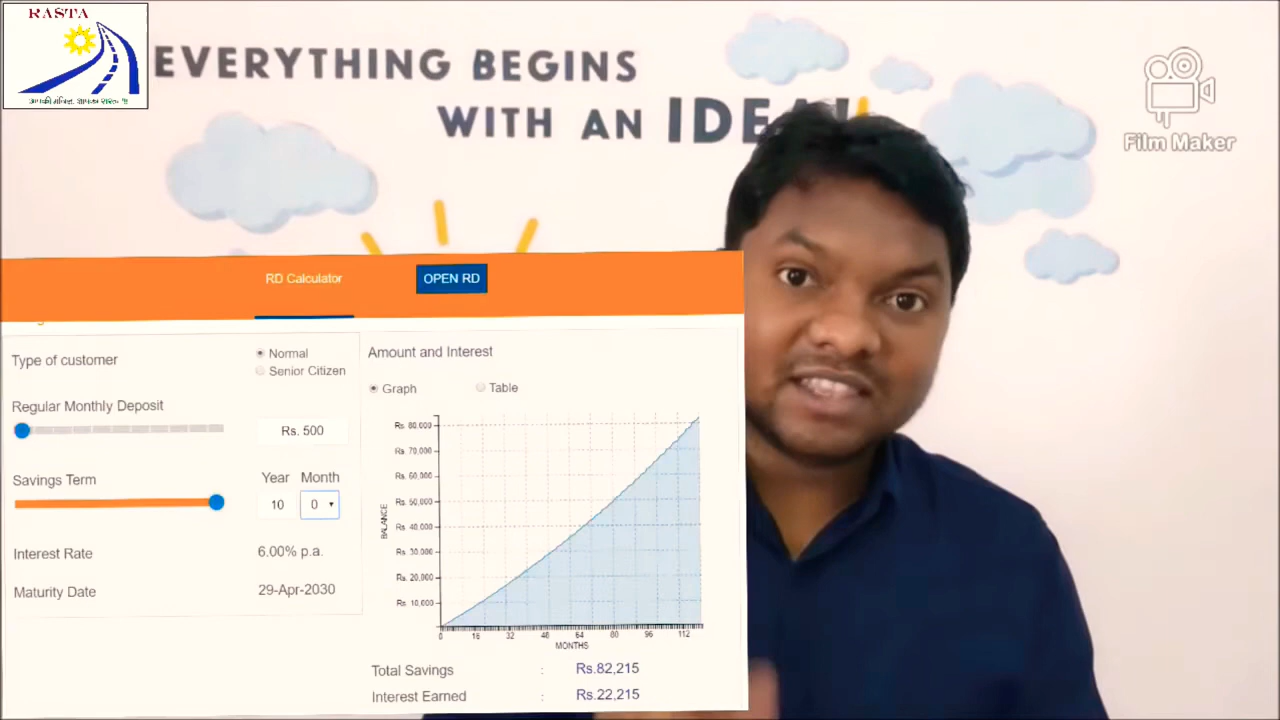 RASTA
आपकी मंजिल, आपका रास्ता !!
EVERYTHING BEGINS
WITH AN IDEA!
Film Maker
RD Calculator
OPEN RD
Type of customer
Normal
Senior Citizen
Regular Monthly Deposit
Rs. 500
Savings Term
Year
Month
10
0
Interest Rate
6.00% p.a.
Maturity Date
29-Apr-2030
Amount and Interest
Graph
Table
Rs. 80,000
Rs. 70,000
Rs. 60,000
Rs. 50,000
Rs. 40,000
Rs. 30,000
Rs. 20,000
Rs. 10,000
BALANCE
0 16 32 48 64 80 96 112
MONTHS
Total Savings : Rs.82,215
Interest Earned : Rs.22,215